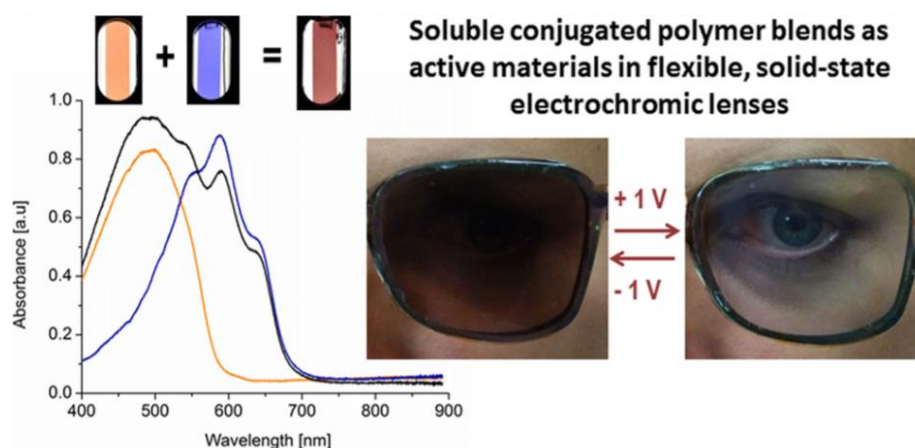 + =
Soluble conjugated polymer blends as
active materials in flexible, solid-state
electrochromic lenses
1.0
0.8
0.6
0.4
0.2
0.0
Absorbance [a.u]
400 500 600 700 800 900
Wavelength [nm]
+ 1 V
- 1 V